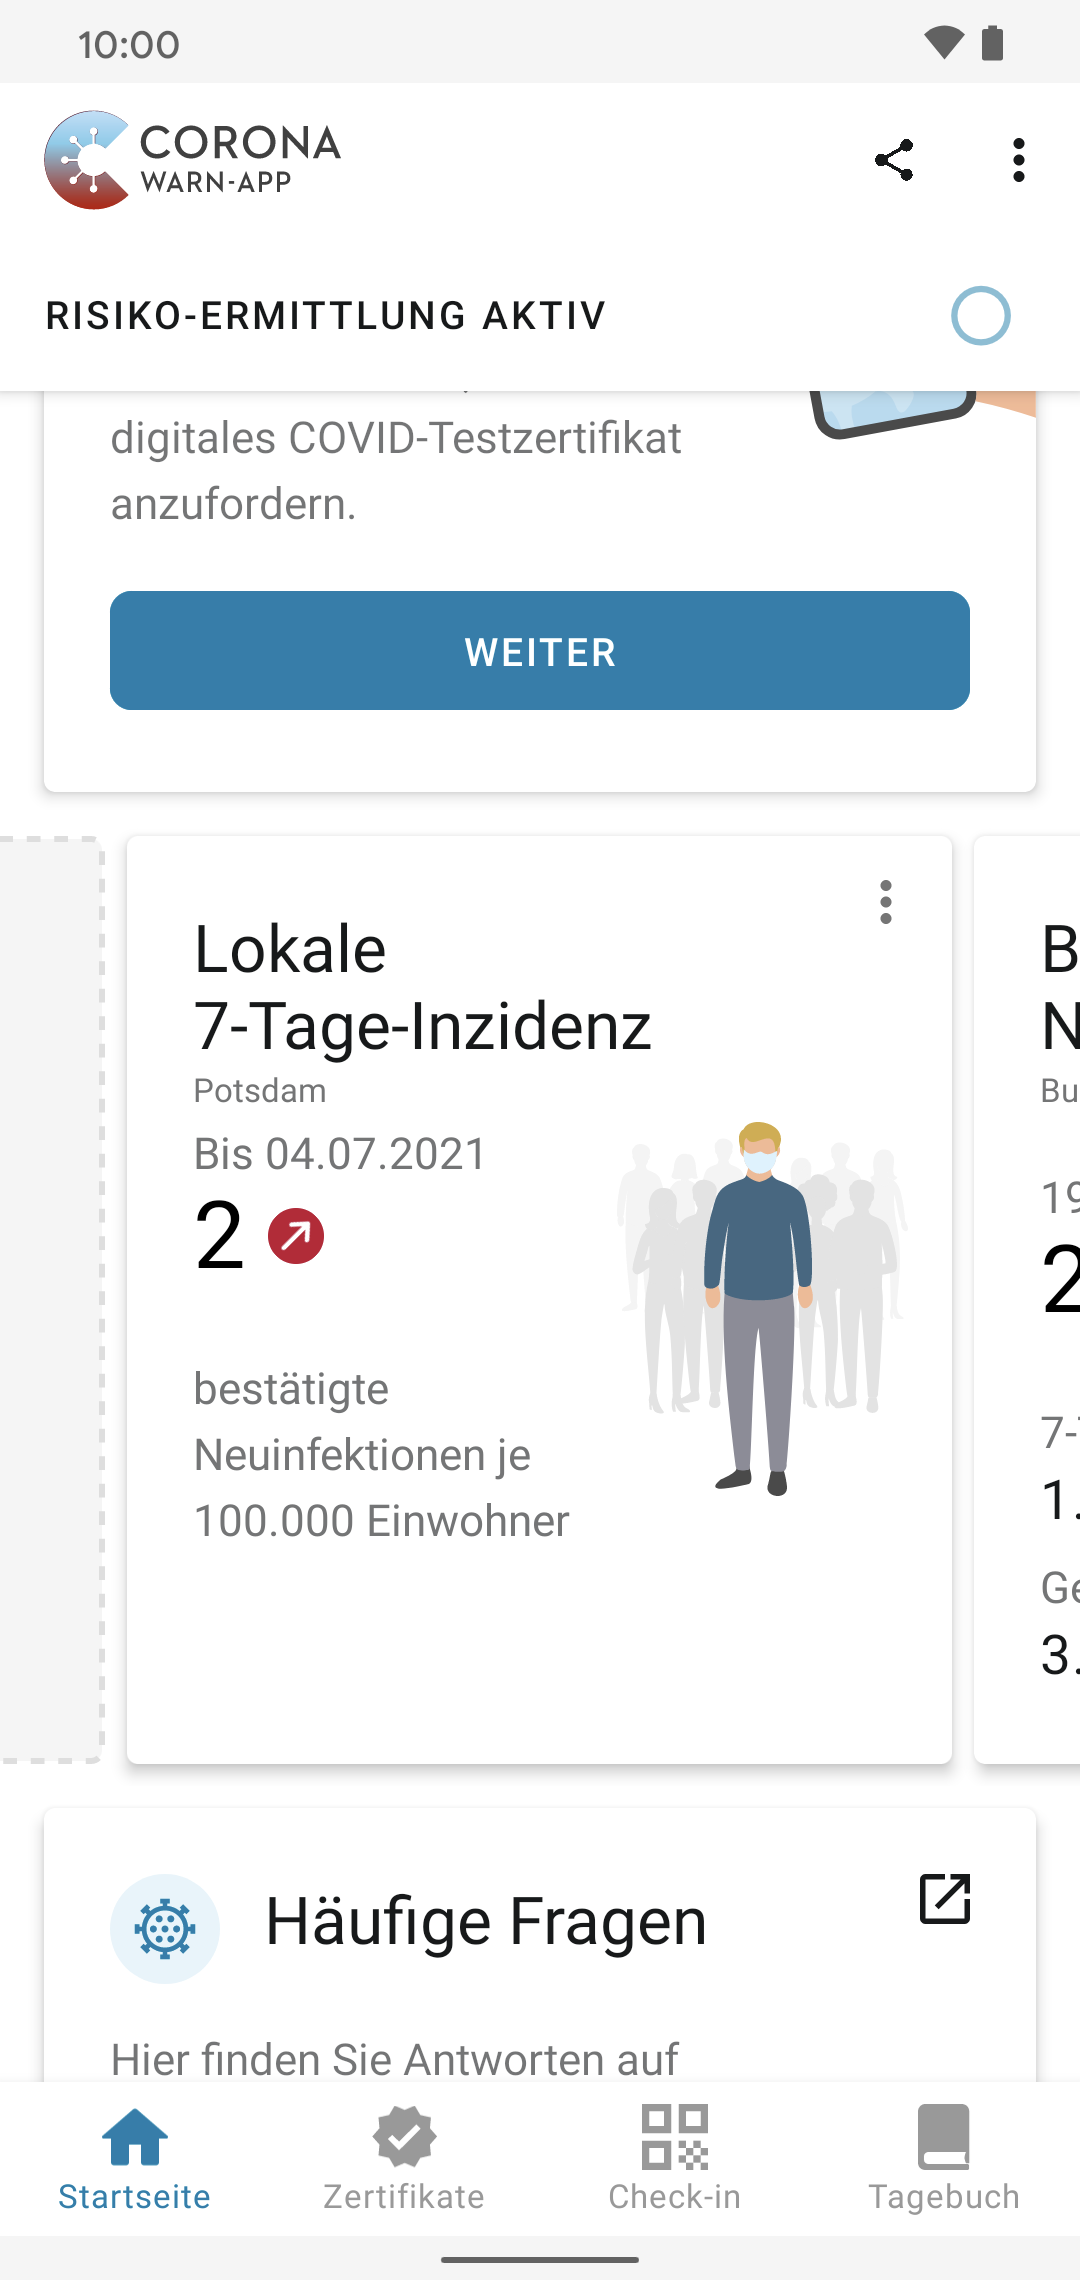 10:00
CORONA
WARN-APP
RISIKO-ERMITTLUNG AKTIV
digitales COVID-Testzertifikat
anzufordern.
WEITER
Lokale
7-Tage-Inzidenz
Potsdam
Bis 04.07.2021
2
bestätigte
Neuinfektionen je
100.000 Einwohner
B
N
Bu
19
2
7-
1.
Ge
3.
Häufige Fragen
Hier finden Sie Antworten auf
Startseite
Zertifikate
Check-in
Tagebuch